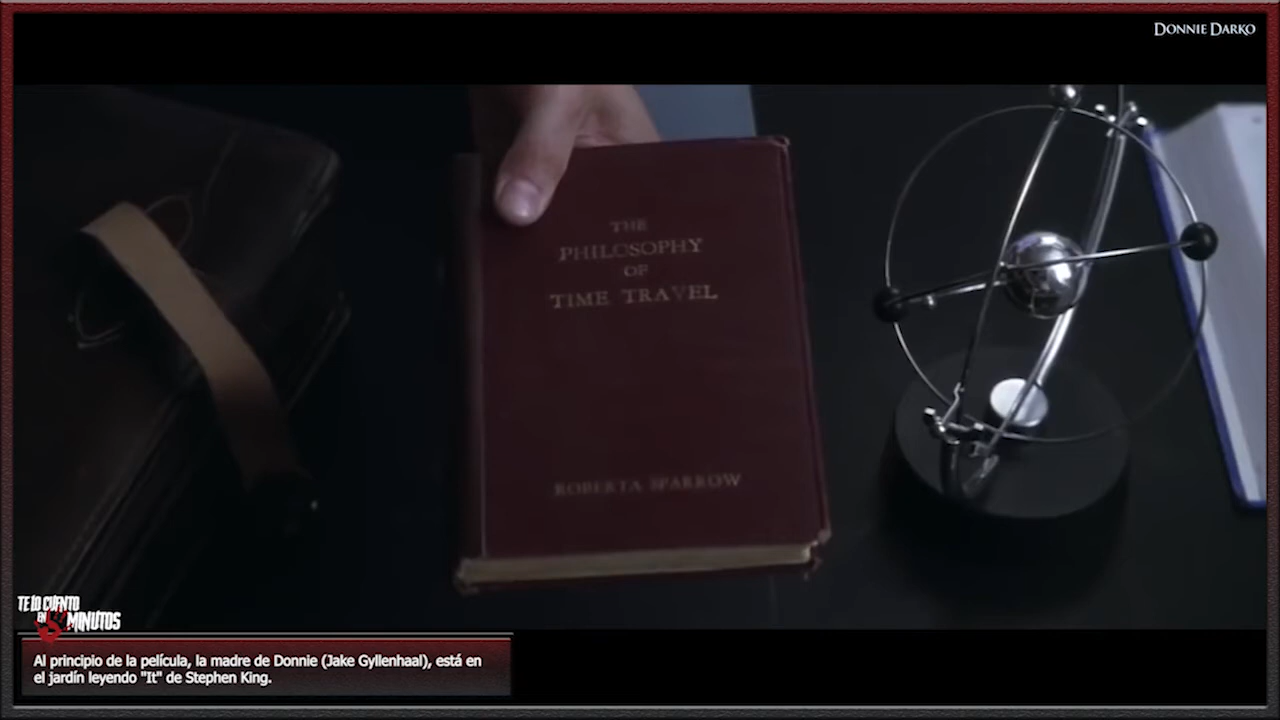 DONNIE DARKO
THE
PHILOSOPHY
OF
TIME TRAVEL
ROBERTA SPARROW
TE LO CUENTO
EN 5 MINUTOS
Al principio de la película, la madre de Donnie (Jake Gyllenhaal), está en
el jardín leyendo "It" de Stephen King.